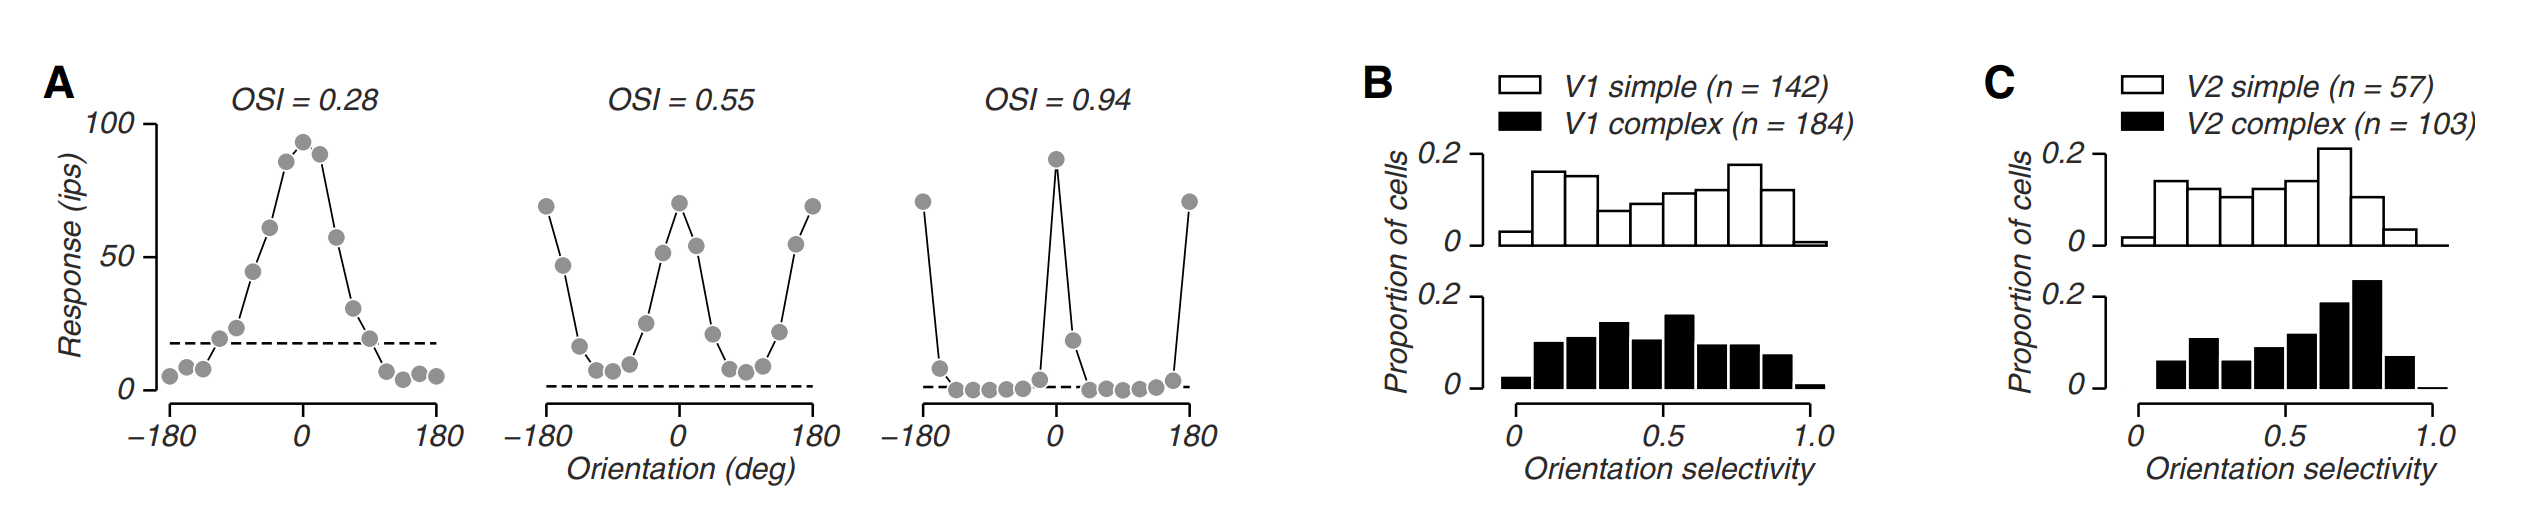 A
OSI = 0.28
OSI = 0.55
OSI = 0.94
Response (ips)
100
50
0
−180 0 180
−180 0 180
−180 0 180
Orientation (deg)
B
V1 simple (n = 142)
V1 complex (n = 184)
Proportion of cells
0.2
0
0.2
0
0 0.5 1.0
Orientation selectivity
C
V2 simple (n = 57)
V2 complex (n = 103)
Proportion of cells
0.2
0
0.2
0
0 0.5 1.0
Orientation selectivity